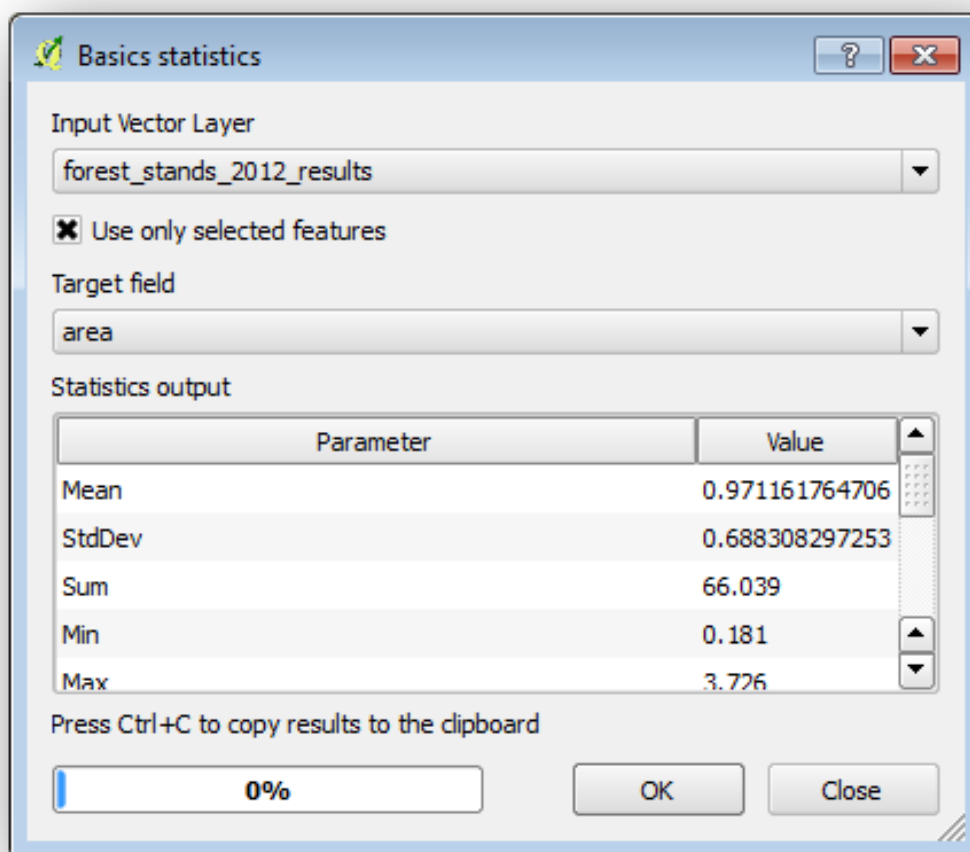 Basics statistics
Input Vector Layer
forest_stands_2012_results
Use only selected features
Target field
area
Statistics output
Parameter Value
Mean 0.971161764706
StdDev 0.688308297253
Sum 66.039
Min 0.181
Max 3.726
Press Ctrl+C to copy results to the clipboard
0% OK Close